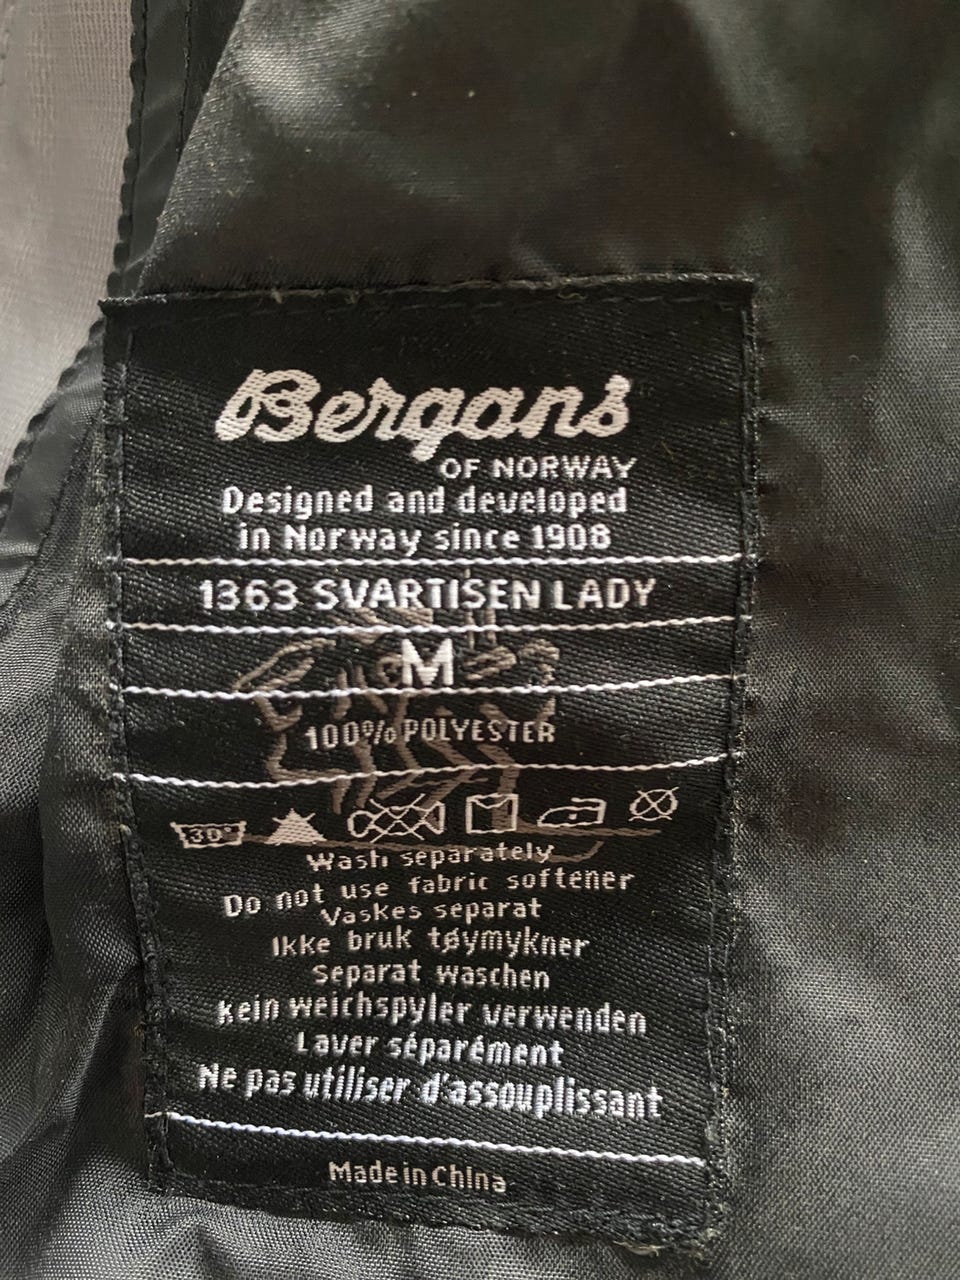 Bergans
OF NORWAY
Designed and developed
in Norway since 1908
1363 SVARTISEN LADY
M
100% POLYESTER
30°
Wash separately
Do not use fabric softener
Vaskes separat
Ikke bruk tøymykner
Separat waschen
kein weichspyler verwenden
Laver séparément
Ne pas utiliser d'assouplissant
Made in China